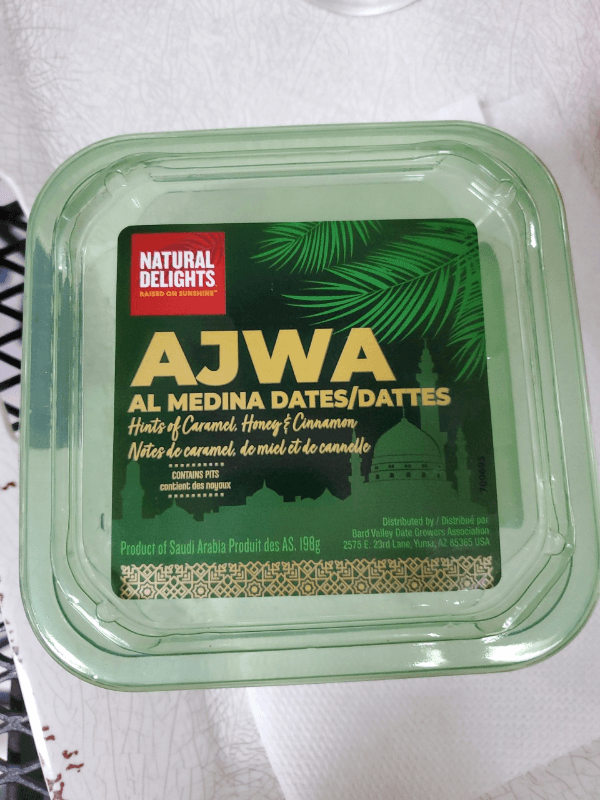 NATURAL
DELIGHTS
RAISED ON SUNSHINE™
AJWA
AL MEDINA DATES/DATTES
Hints of Caramel, Honey & Cinnamon
Notes de caramel, de miel et de cannelle
CONTAINS PITS
contient des noyaux
Distributed by / Distribué par
Bard Valley Date Growers Association
2575 E. 23rd Lane, Yuma, AZ 85365 USA
Product of Saudi Arabia Produit des AS. 198g